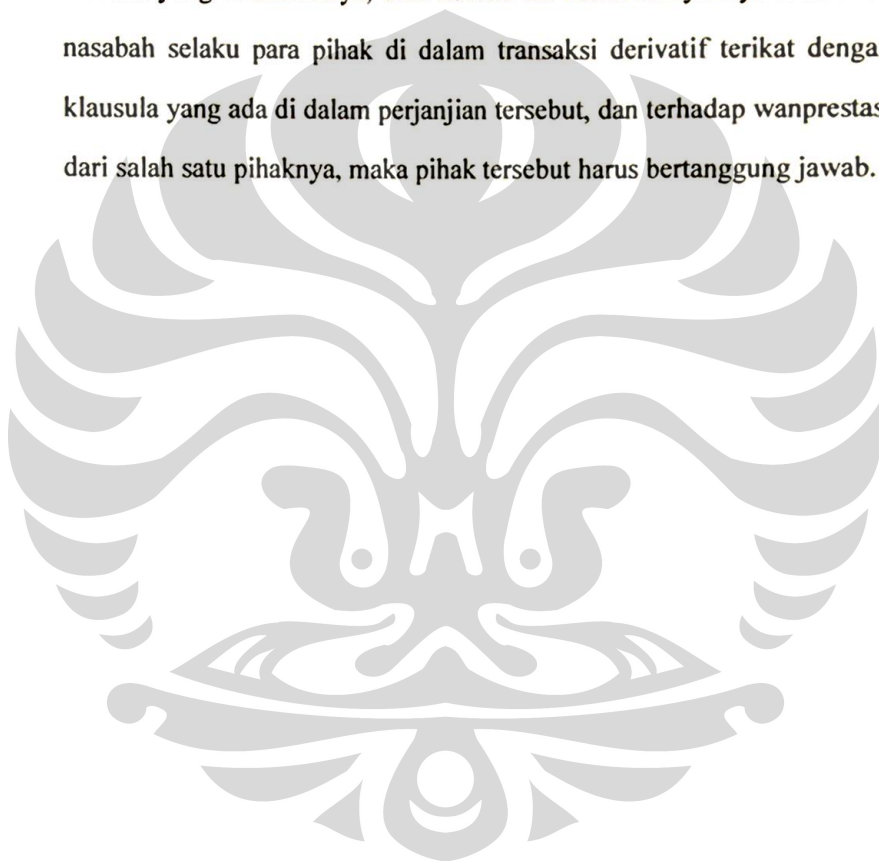 nasabah selaku para pihak di dalam transaksi derivatif terikat denga
klausula yang ada di dalam perjanjian tersebut, dan terhadap wanprestas
dari salah satu pihaknya, maka pihak tersebut harus bertanggung jawab.